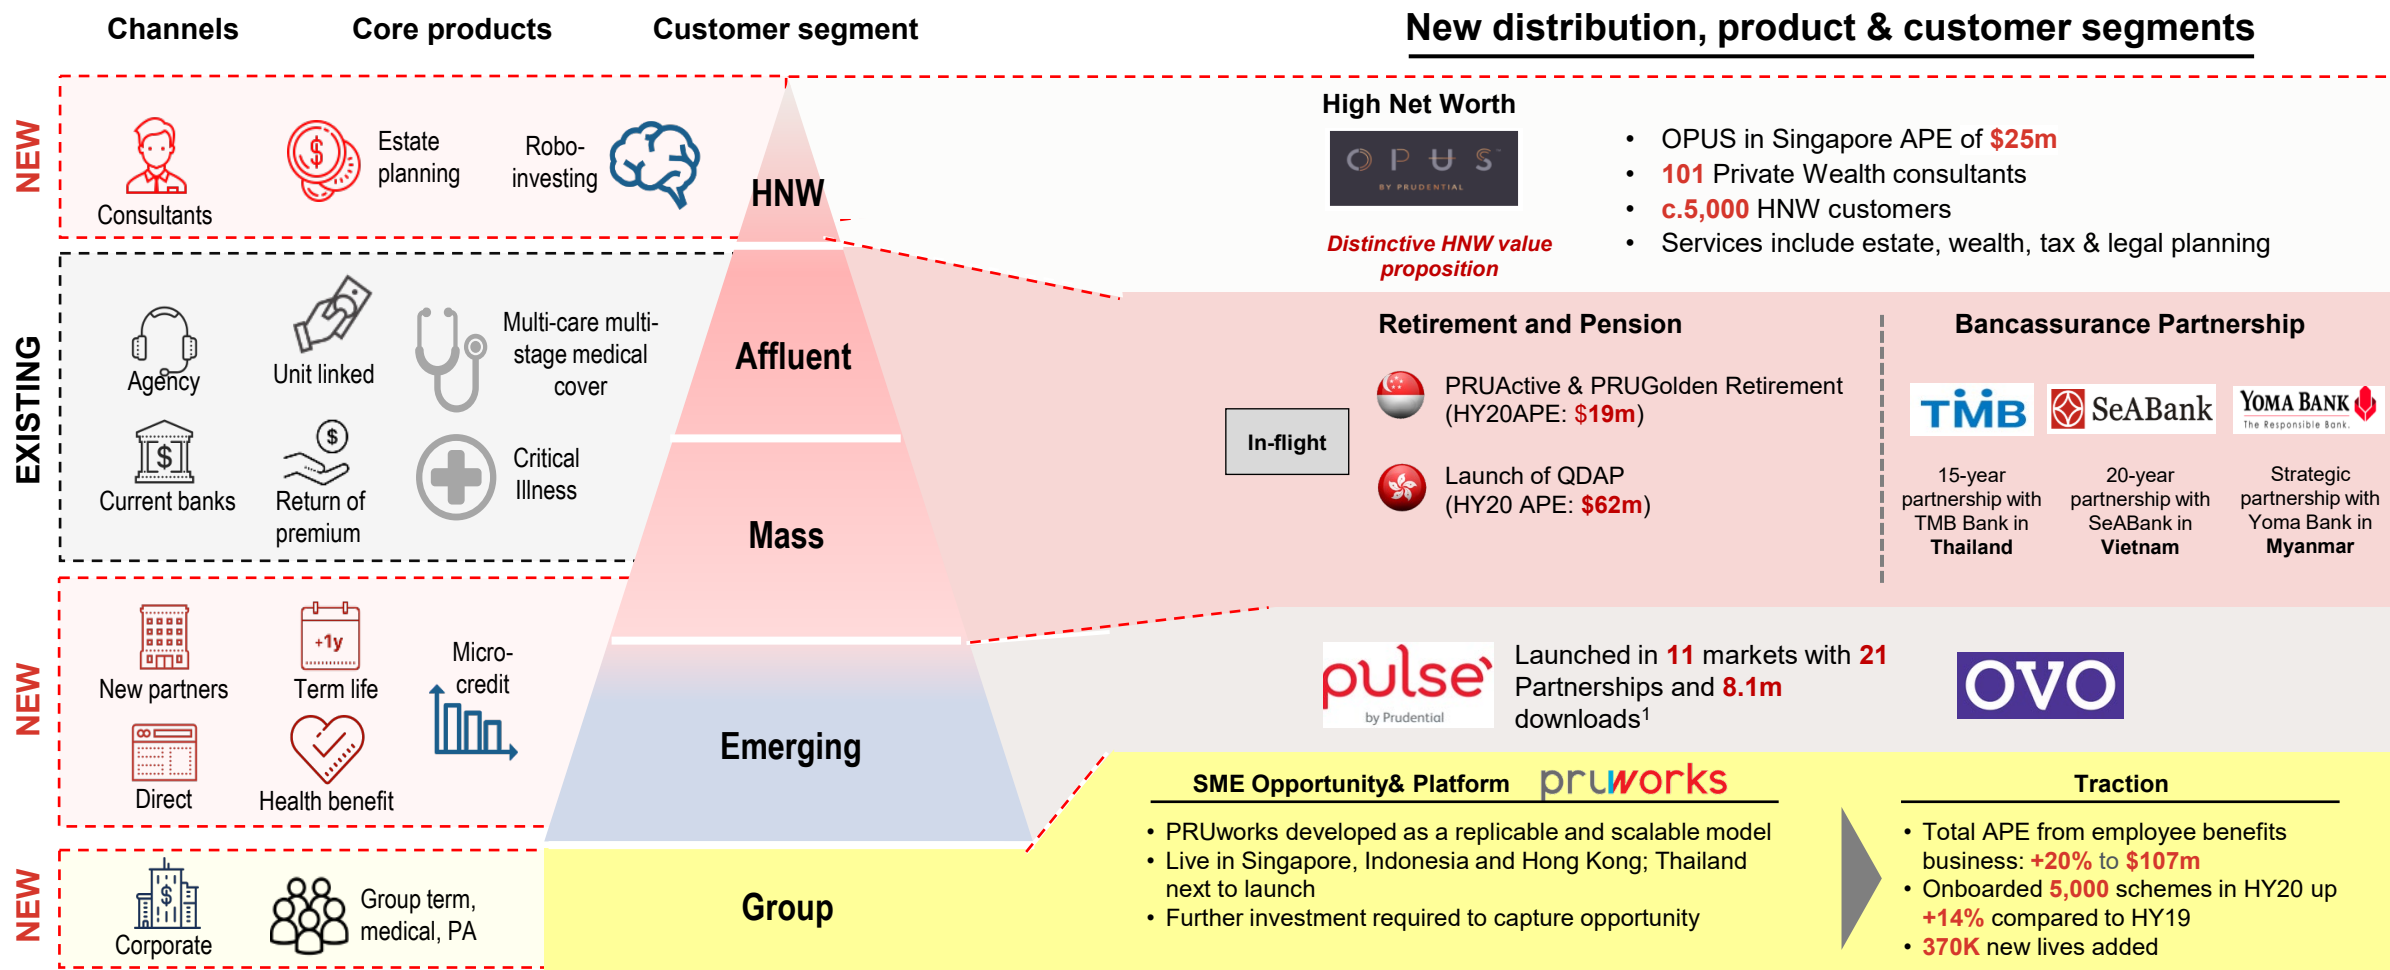 Channels
Core products
Customer segment
New distribution, product & customer segments
NEW
Consultants
Estate
planning
Robo-
investing
HNW
High Net Worth
OPUS
BY PRUDENTIAL
Distinctive HNW value
proposition
• OPUS in Singapore APE of $25m
• 101 Private Wealth consultants
• c.5,000 HNW customers
• Services include estate, wealth, tax & legal planning
EXISTING
Agency
Unit linked
Multi-care multi-
stage medical
cover
Current banks
Return of
premium
Critical
Illness
Affluent
Mass
In-flight
Retirement and Pension
PRUActive & PRUGolden Retirement
(HY20APE: $19m)
Launch of QDAP
(HY20 APE: $62m)
Bancassurance Partnership
TMB
SeABank
YOMA BANK
The Responsible Bank.
15-year
partnership with
TMB Bank in
Thailand
20-year
partnership with
SeABank in
Vietnam
Strategic
partnership with
Yoma Bank in
Myanmar
NEW
New partners
+1y
Term life
Micro-
credit
Direct
Health benefit
Emerging
pulse
by Prudential
Launched in 11 markets with 21
Partnerships and 8.1m
downloads1
OVO
NEW
Corporate
Group term,
medical, PA
Group
SME Opportunity& Platform
pruworks
• PRUworks developed as a replicable and scalable model
• Live in Singapore, Indonesia and Hong Kong; Thailand
next to launch
• Further investment required to capture opportunity
Traction
• Total APE from employee benefits
business: +20% to $107m
• Onboarded 5,000 schemes in HY20 up
+14% compared to HY19
• 370K new lives added